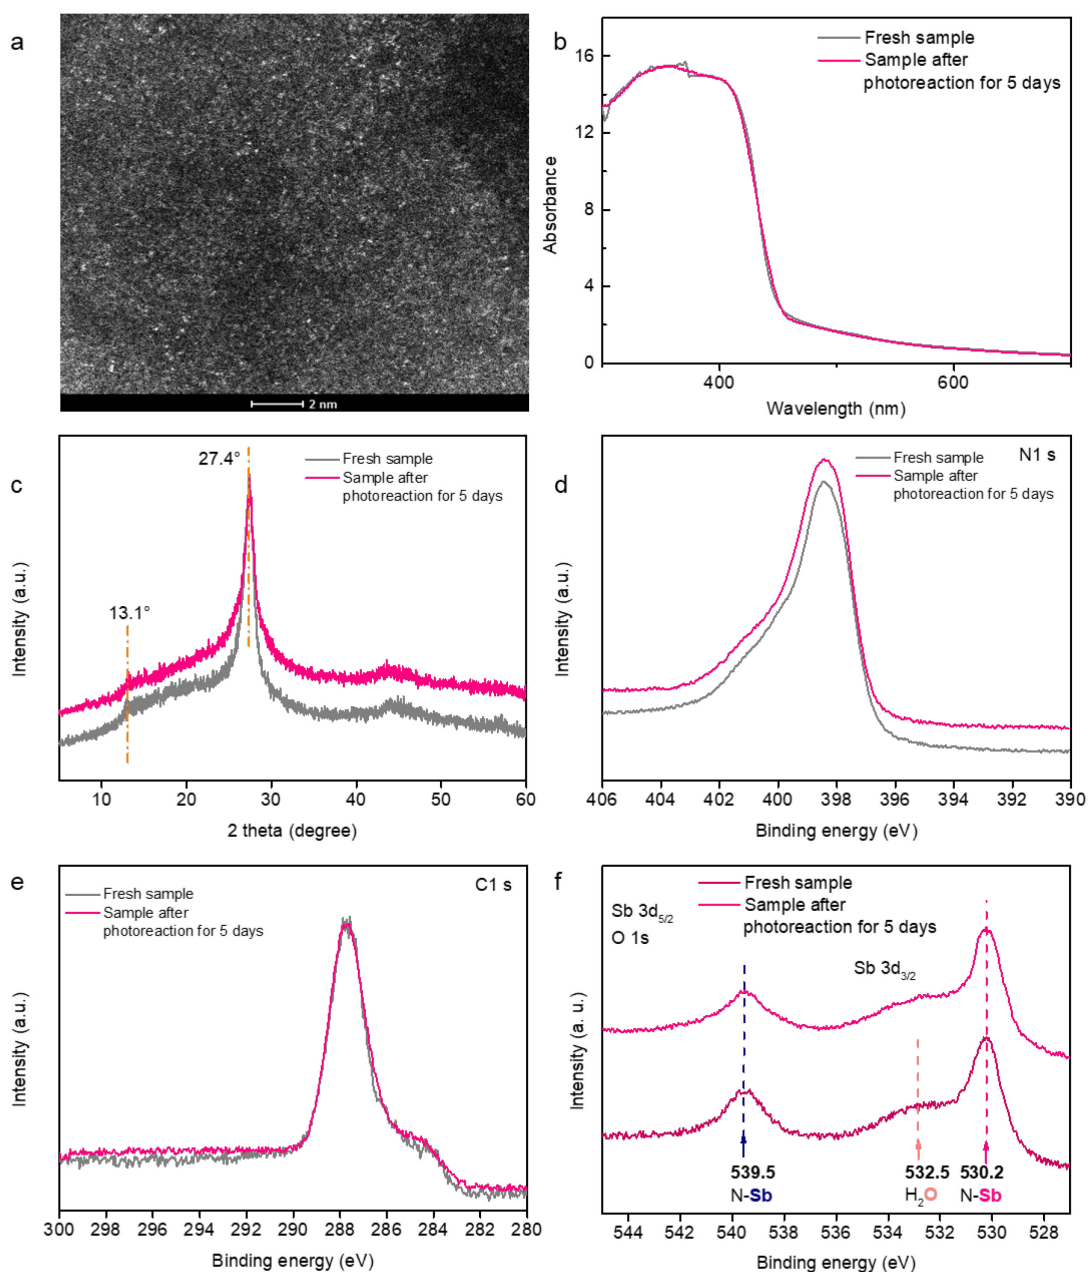 a
2 nm
b
Fresh sample
Sample after
photoreaction for 5 days
16
12
8
4
0
Absorbance
400
600
Wavelength (nm)
c
27.4°
13.1°
Fresh sample
Sample after
photoreaction for 5 days
Intensity (a.u.)
10
20
30
40
50
60
2 theta (degree)
d
Fresh sample
Sample after
photoreaction for 5 days
N1 s
Intensity (a.u.)
406
404
402
400
398
396
394
392
390
Binding energy (eV)
e
Fresh sample
Sample after
photoreaction for 5 days
C1 s
Intensity (a.u.)
300
298
296
294
292
290
288
286
284
282
280
Binding energy (eV)
f
Fresh sample
Sample after
photoreaction for 5 days
Sb 3d5/2
O 1s
Sb 3d3/2
Intensity (a. u.)
539.5
N-Sb
532.5
H2O
530.2
N-Sb
544
542
540
538
536
534
532
530
528
Binding energy (eV)